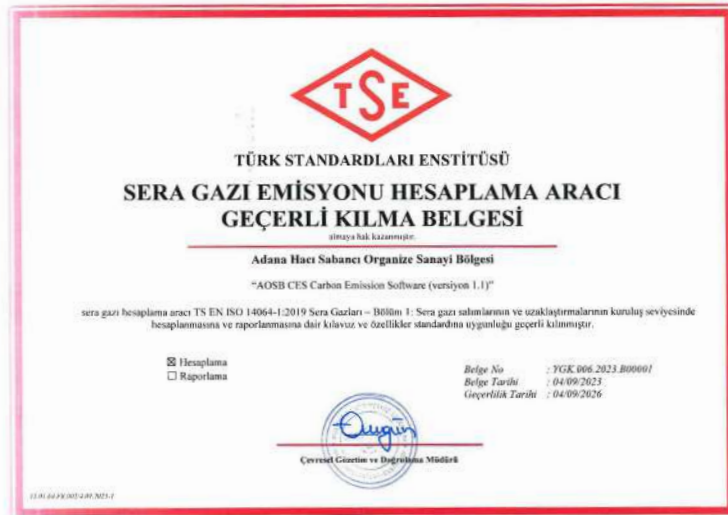 TSE
TÜRK STANDARDLARI ENSTİTÜSÜ
SERA GAZI EMİSYONU HESAPLAMA ARACI
GEÇERLİ KILMA BELGESİ
almaya hak kazanmıştır.
Adana Hacı Sabancı Organize Sanayi Bölgesi
"AOSB CES Carbon Emission Software (versiyon 1.1)"
sera gazı hesaplama aracı TS EN ISO 14064-1:2019 Sera Gazları – Bölüm 1: Sera gazı salımlarının ve uzaklaştırmalarının kuruluş seviyesinde
hesaplanmasına ve raporlanmasına dair kılavuz ve özellikler standardına uygunluğu geçerli kılınmıştır.
☒ Hesaplama
☐ Raporlama
Belge No : YGK.006.2023.B00001
Belge Tarihi : 04/09/2023
Geçerlilik Tarihi : 04/09/2026
Çevresel Gözetim ve Doğrulama Müdürü